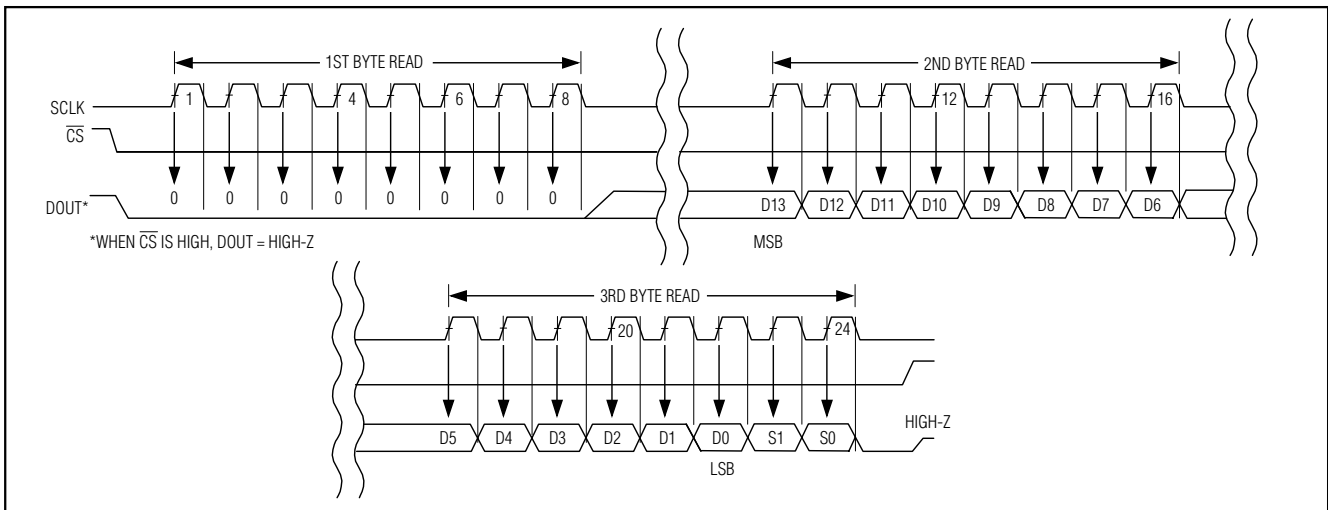 1ST BYTE READ
2ND BYTE READ
SCLK 1 4 6 8 12 16
CS
DOUT* 0 0 0 0 0 0 0 0 D13 D12 D11 D10 D9 D8 D7 D6
*WHEN CS IS HIGH, DOUT = HIGH-Z
MSB
3RD BYTE READ
20 24
HIGH-Z
D5 D4 D3 D2 D1 D0 S1 S0
LSB